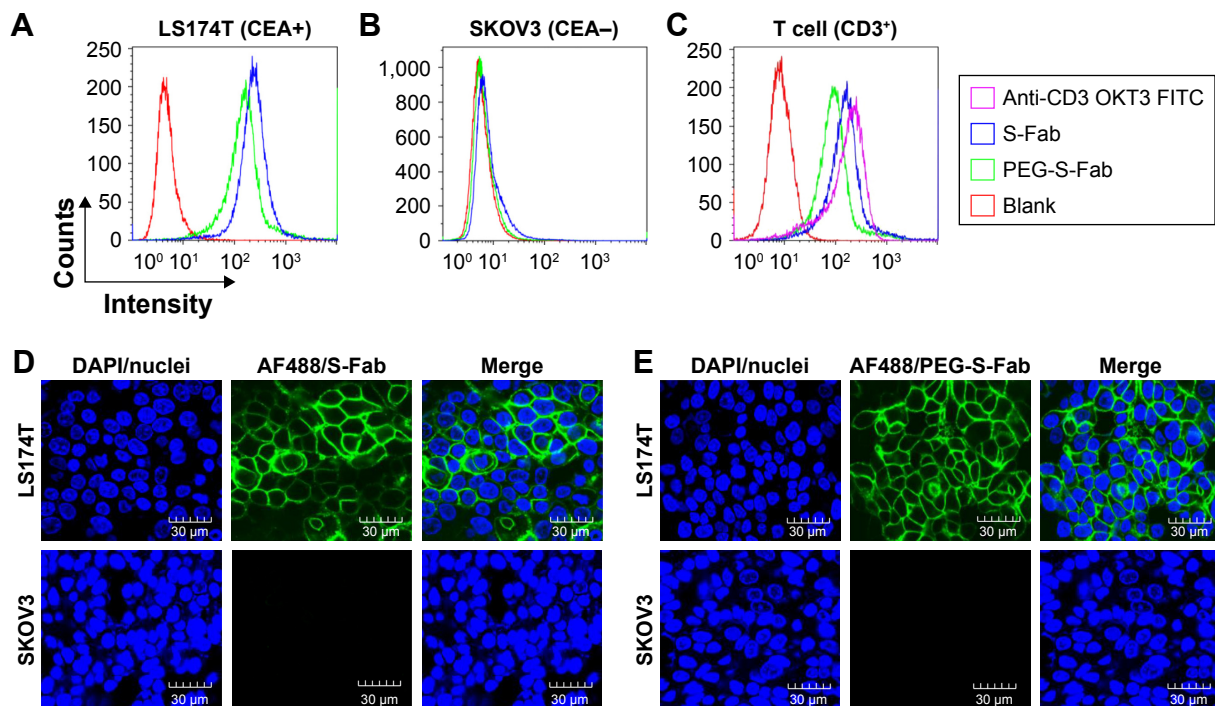 A
LS174T (CEA+)
250
200
150
100
50
0
10⁰ 10¹ 10² 10³
Counts
Intensity
B
SKOV3 (CEA–)
1,000
800
600
400
200
0
10⁰ 10¹ 10² 10³
C
T cell (CD3⁺)
250
200
150
100
50
0
10⁰ 10¹ 10² 10³
Anti-CD3 OKT3 FITC
S-Fab
PEG-S-Fab
Blank
D
DAPI/nuclei AF488/S-Fab Merge
LS174T
30 µm 30 µm 30 µm
SKOV3
30 µm 30 µm 30 µm
E
DAPI/nuclei AF488/PEG-S-Fab Merge
LS174T
30 µm 30 µm 30 µm
SKOV3
30 µm 30 µm 30 µm